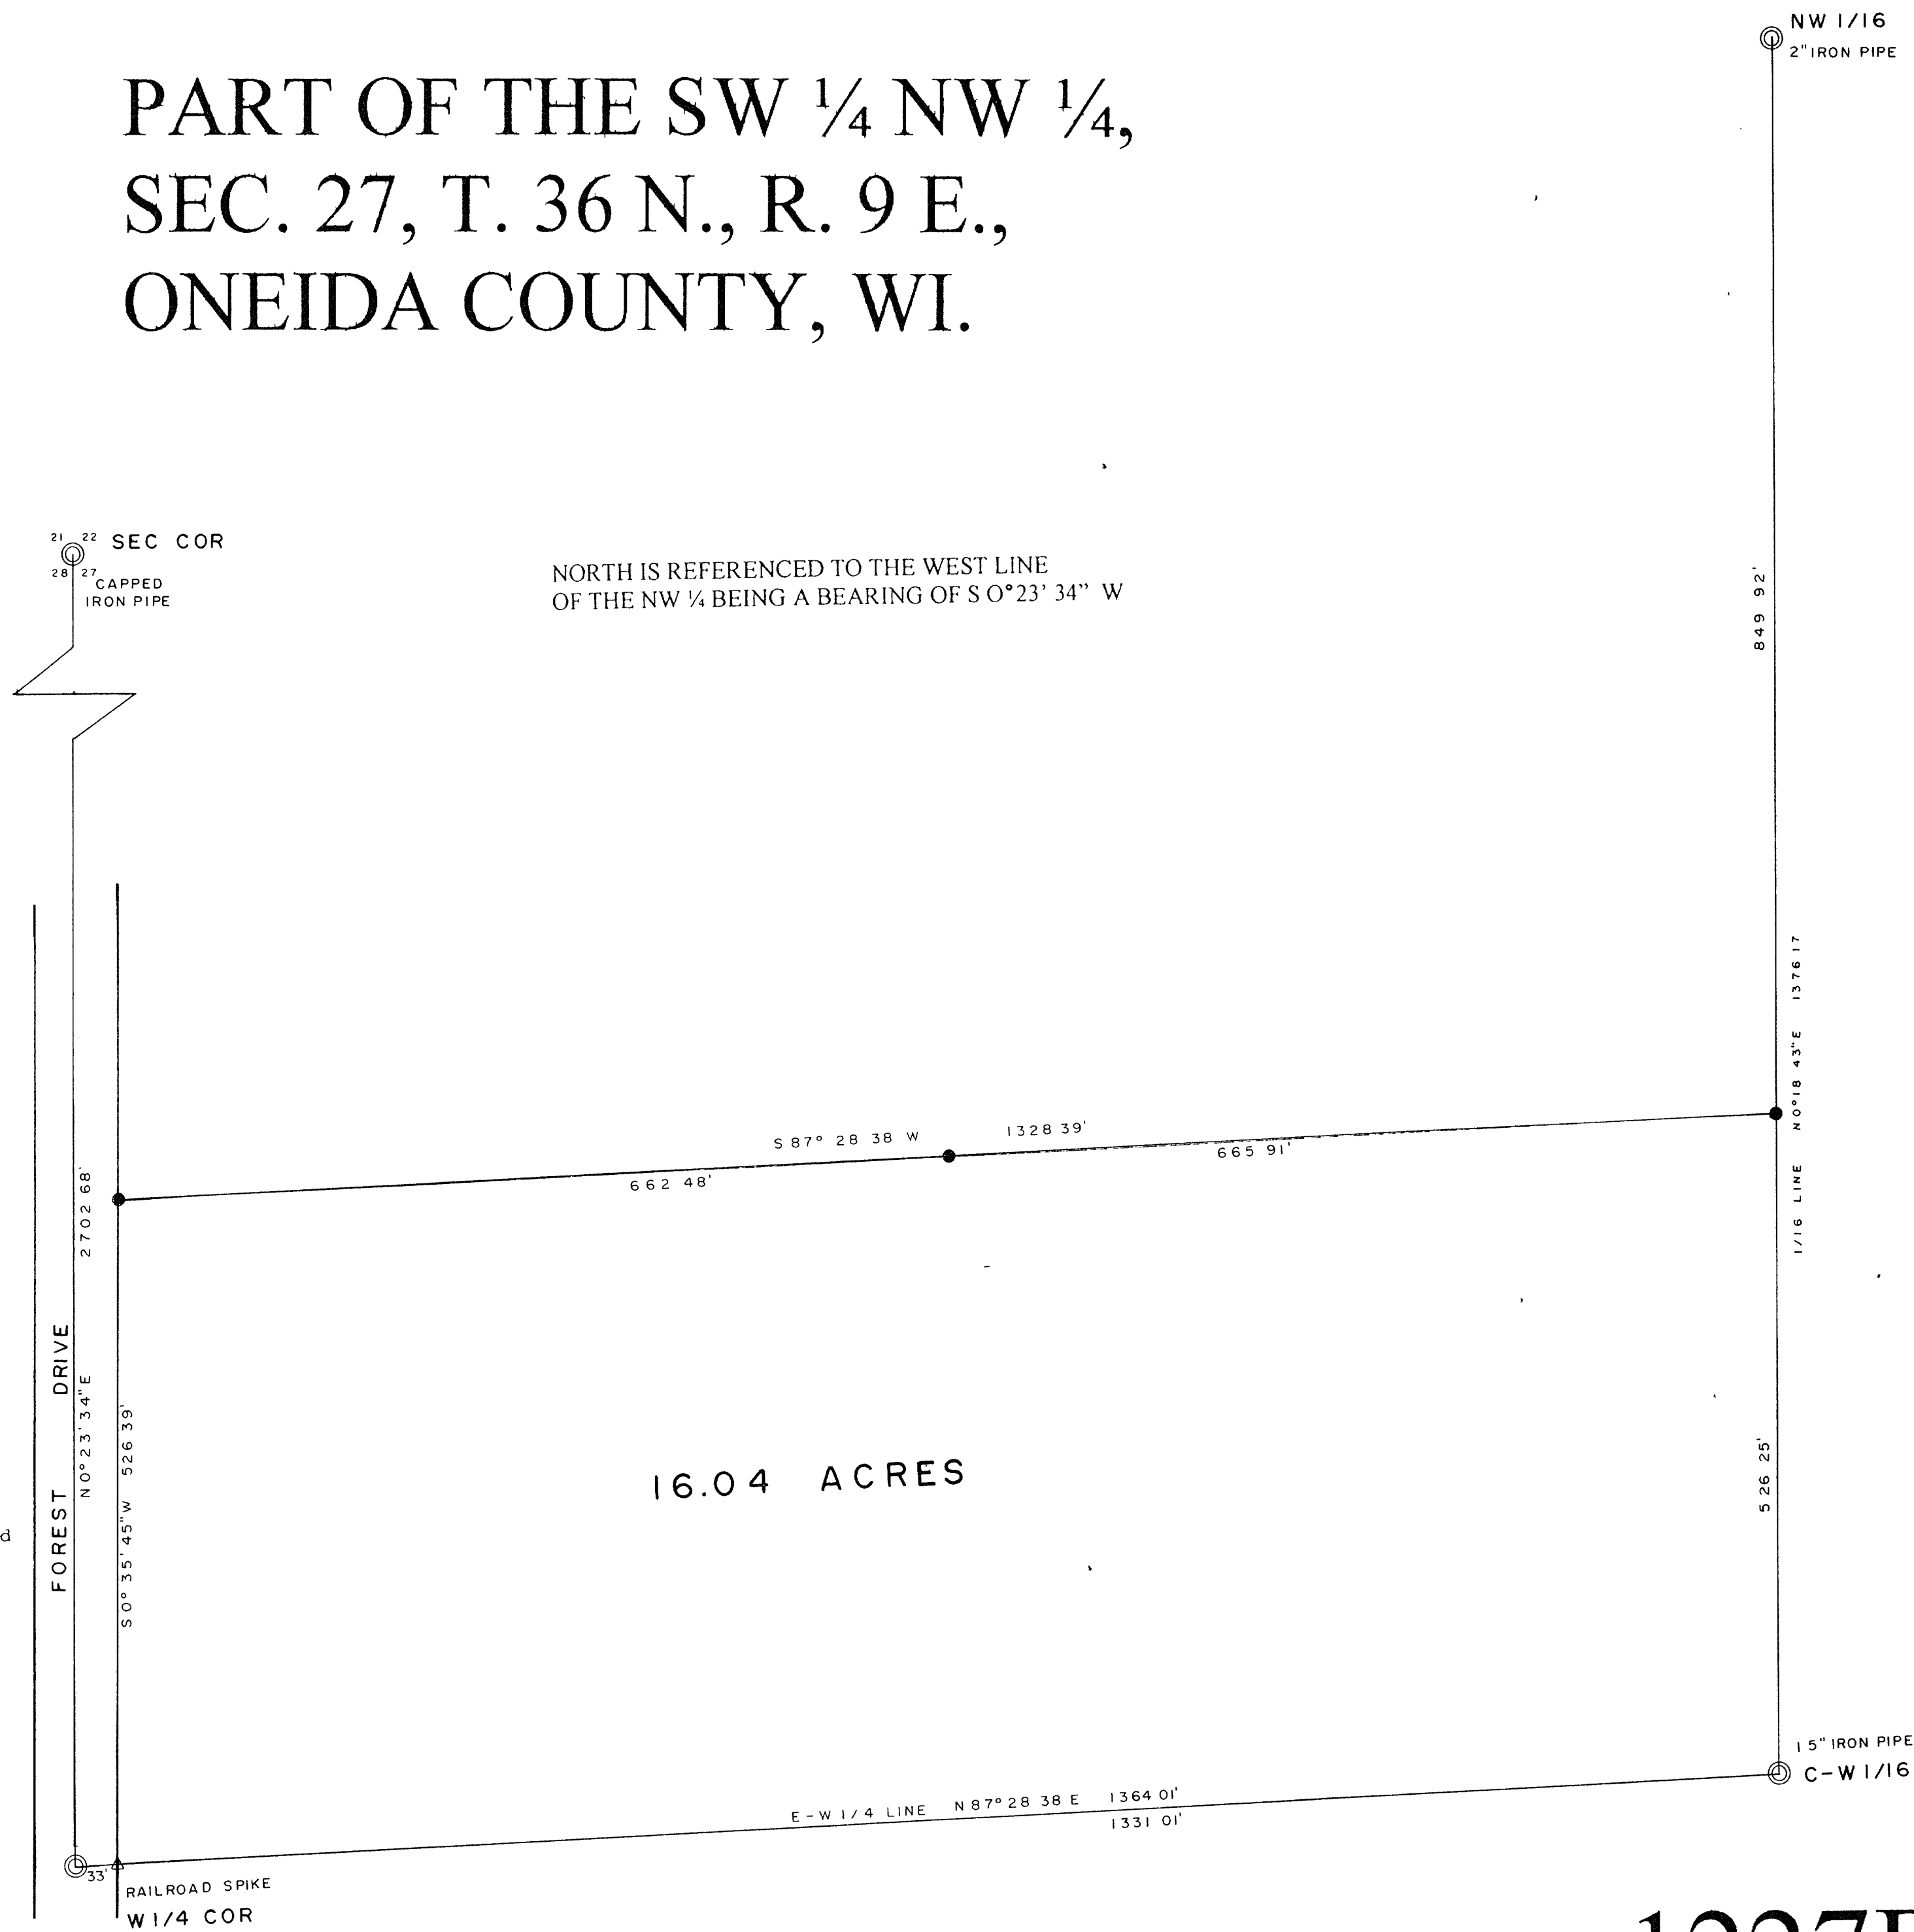 NW 1/16
2" IRON PIPE
PART OF THE SW ¼ NW ¼,
SEC. 27, T. 36 N., R. 9 E.,
ONEIDA COUNTY, WI.
21 22 SEC COR
28 27
CAPPED
IRON PIPE
NORTH IS REFERENCED TO THE WEST LINE
OF THE NW ¼ BEING A BEARING OF S O°23' 34" W
849 92'
1/16 LINE N 0°18 43"E 1376 17
S 87° 28 38 W 1328 39'
662 48'
665 91'
N 0° 23' 34" E 2702 68'
FOREST DRIVE
S 0° 35' 45" W 526 39'
16.04 ACRES
526 25'
d
1 5" IRON PIPE
C-W 1/16
E-W 1/4 LINE N 87° 28 38 E 1364 01'
1331 01'
33'
RAILROAD SPIKE
W 1/4 COR